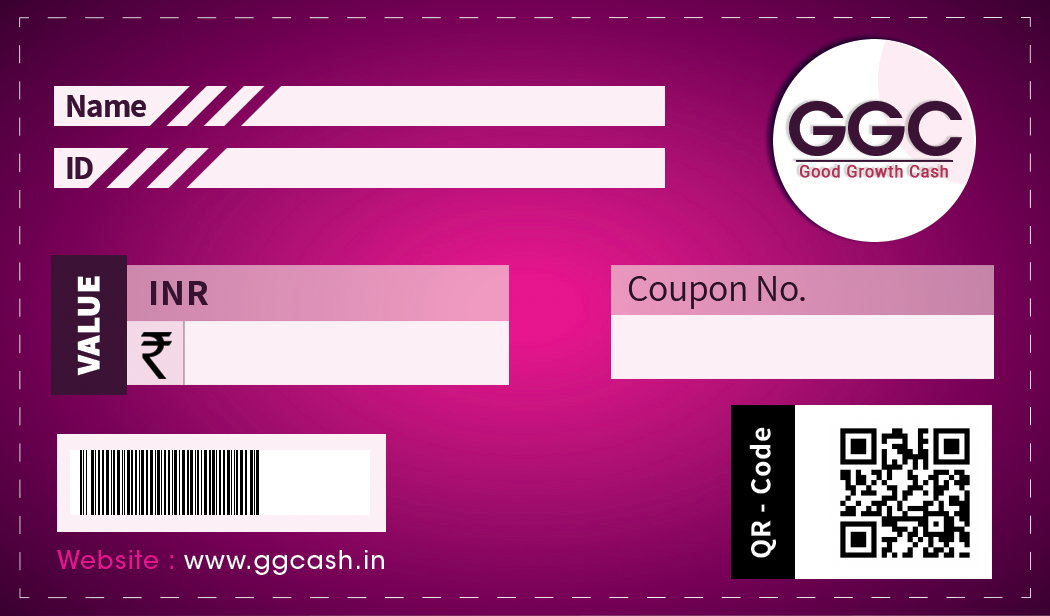 Name
ID
GGC
Good Growth Cash
VALUE
INR
₹
Coupon No.
QR - Code
Website : www.ggcash.in